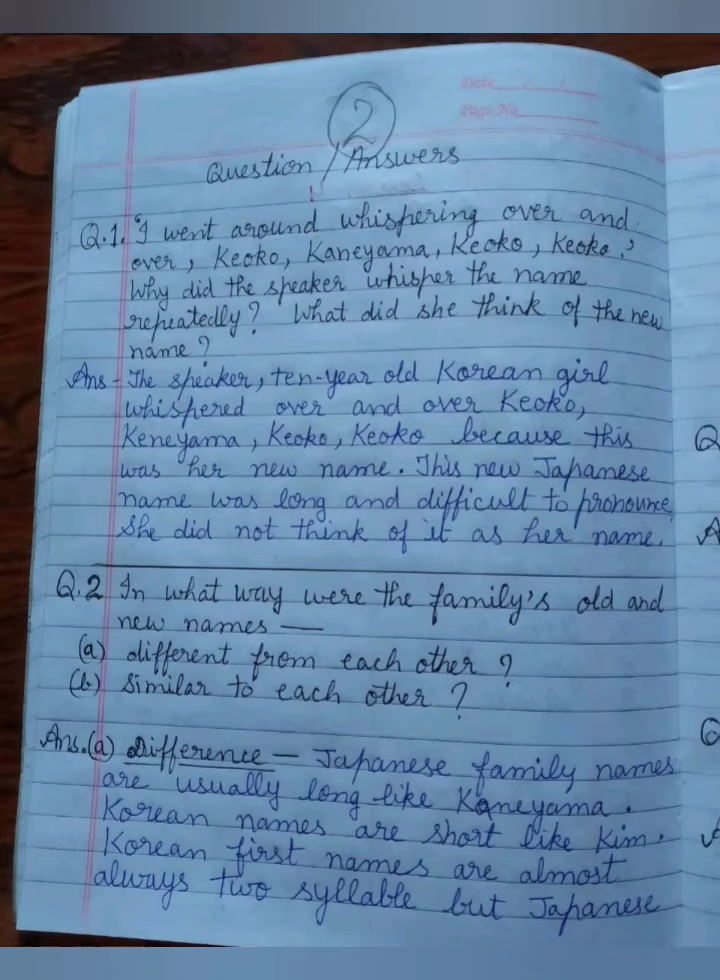 Date
Page No
2
Question / Answers
Q.1. "I went around whispering over and
over, Keoko, Kaneyama, Keoko, Keoko."
Why did the speaker whisper the name
repeatedly? What did she think of the new
name?
Ans - The speaker, ten-year old Korean girl
whispered over and over Keoko,
Keneyama, Keoko, Keoko because this
was her new name. This new Japanese
name was long and difficult to pronounce.
She did not think of it as her name.
Q.2 In what way were the family's old and
new names —
(a) different from each other?
(b) Similar to each other?
Ans.(a) Difference — Japanese family names
are usually long like Kaneyama.
Korean names are short like Kim.
Korean first names are almost
always two syllable but Japanese
Q
A
Q
A